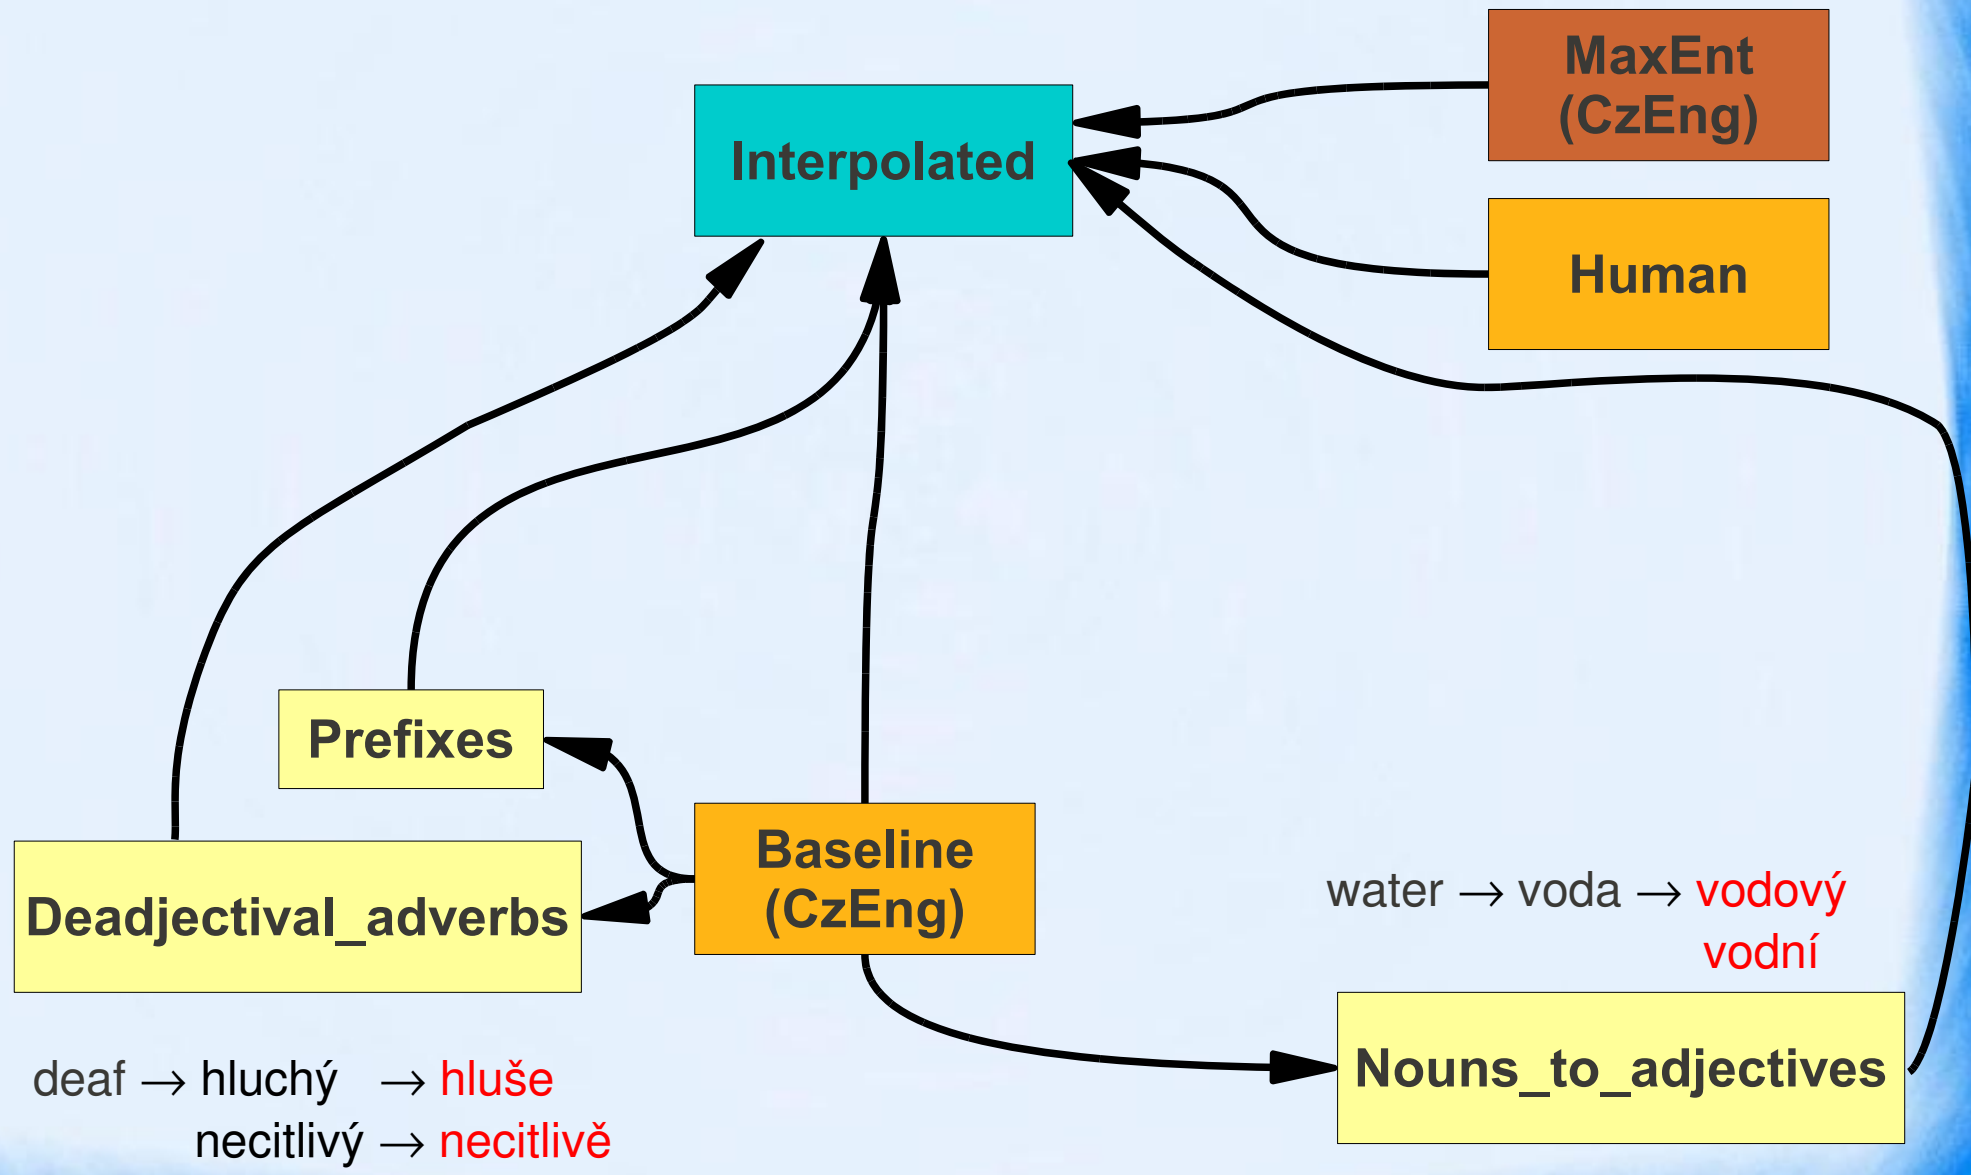 MaxEnt
(CzEng)
Interpolated
Human
Prefixes
Baseline
(CzEng)
Deadjectival_adverbs
water → voda → vodový
vodní
Nouns_to_adjectives
deaf → hluchý → hluše
necitlivý → necitlivě